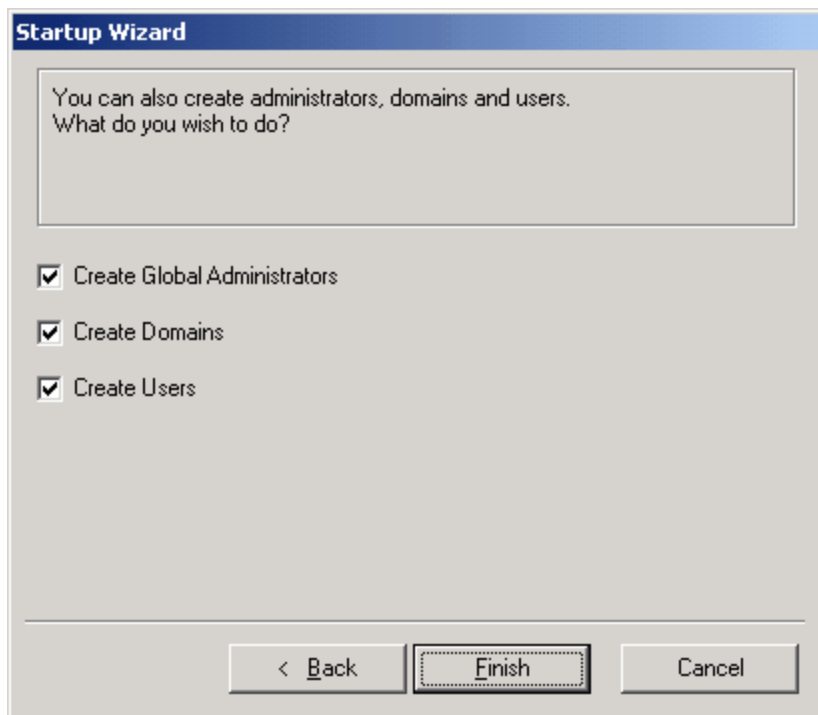 Startup Wizard
You can also create administrators, domains and users.
What do you wish to do?
Create Global Administrators
Create Domains
Create Users
< Back
Finish
Cancel